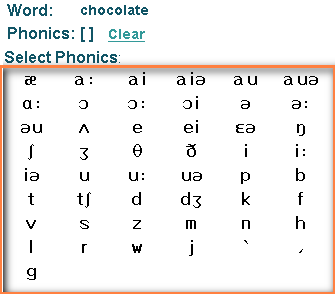 Word: chocolate
Phonics: [ ] Clear
Select Phonics:
æ a: ai aiə au auə
ɑ: ɔ ɔ: ɔi ə ə:
əu ʌ e ei ɛə ŋ
ʃ ʒ θ ð i i:
iə u u: uə p b
t tʃ d dʒ k f
v s z m n h
l r w j ˋ ˏ
g